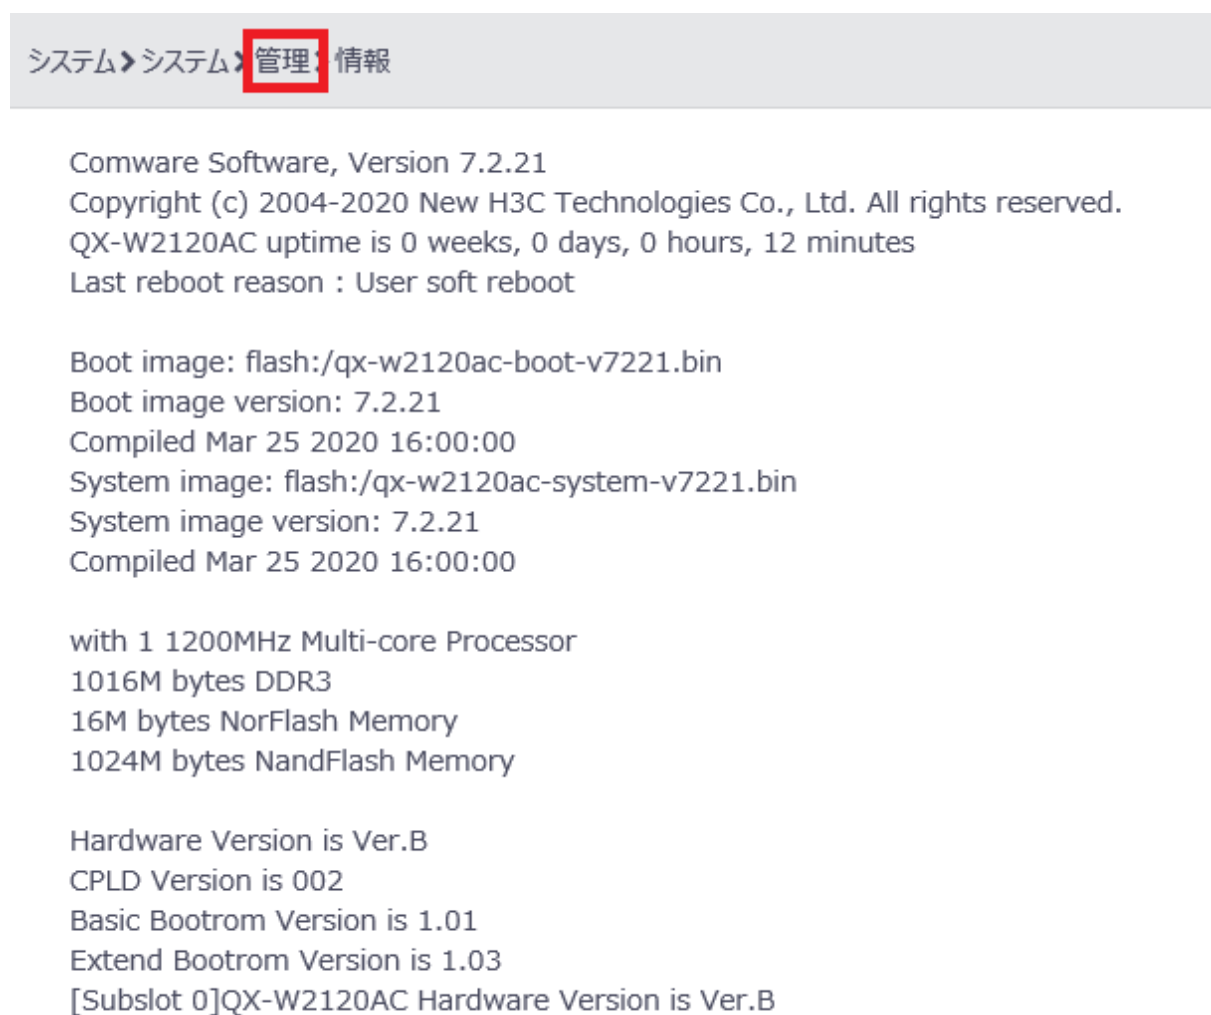 システム>システム>管理>情報
Comware Software, Version 7.2.21
Copyright (c) 2004-2020 New H3C Technologies Co., Ltd. All rights reserved.
QX-W2120AC uptime is 0 weeks, 0 days, 0 hours, 12 minutes
Last reboot reason : User soft reboot
Boot image: flash:/qx-w2120ac-boot-v7221.bin
Boot image version: 7.2.21
Compiled Mar 25 2020 16:00:00
System image: flash:/qx-w2120ac-system-v7221.bin
System image version: 7.2.21
Compiled Mar 25 2020 16:00:00
with 1 1200MHz Multi-core Processor
1016M bytes DDR3
16M bytes NorFlash Memory
1024M bytes NandFlash Memory
Hardware Version is Ver.B
CPLD Version is 002
Basic Bootrom Version is 1.01
Extend Bootrom Version is 1.03
[Subslot 0]QX-W2120AC Hardware Version is Ver.B